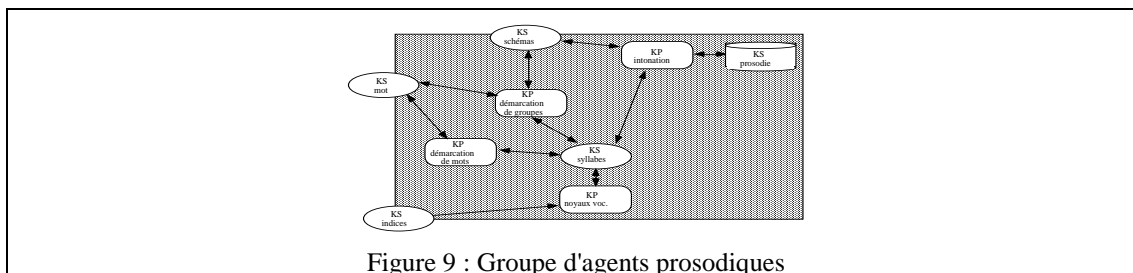 KS
schémas
KP
intonation
KS
prosodie
KS
mot
KP
démarcation
de groupes
KP
démarcation
de mots
KS
syllabes
KP
noyaux voc.
KS
indices
Figure 9 : Groupe d'agents prosodiques